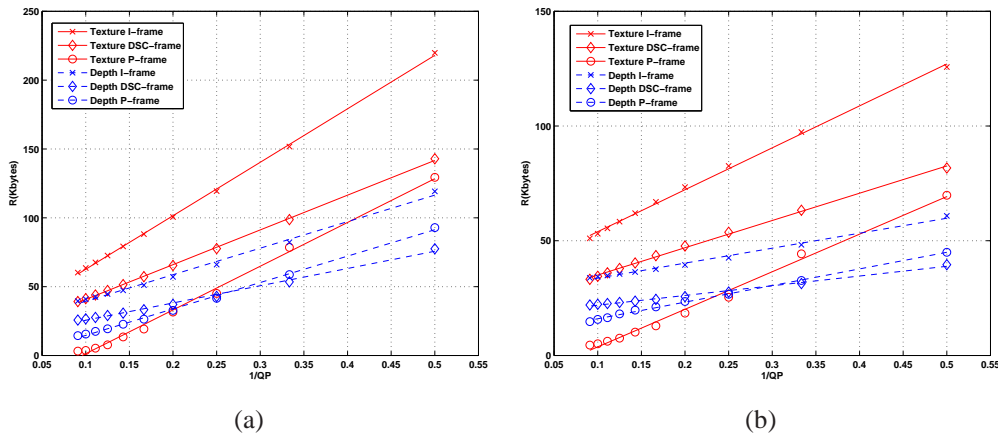 250
200
150
100
50
0
R(Kbytes)
Texture I−frame
Texture DSC−frame
Texture P−frame
Depth I−frame
Depth DSC−frame
Depth P−frame
0.05 0.1 0.15 0.2 0.25 0.3 0.35 0.4 0.45 0.5 0.55
1/QP
(a)
150
100
50
0
R(Kbytes)
Texture I−frame
Texture DSC−frame
Texture P−frame
Depth I−frame
Depth DSC−frame
Depth P−frame
0.05 0.1 0.15 0.2 0.25 0.3 0.35 0.4 0.45 0.5 0.55
1/QP
(b)